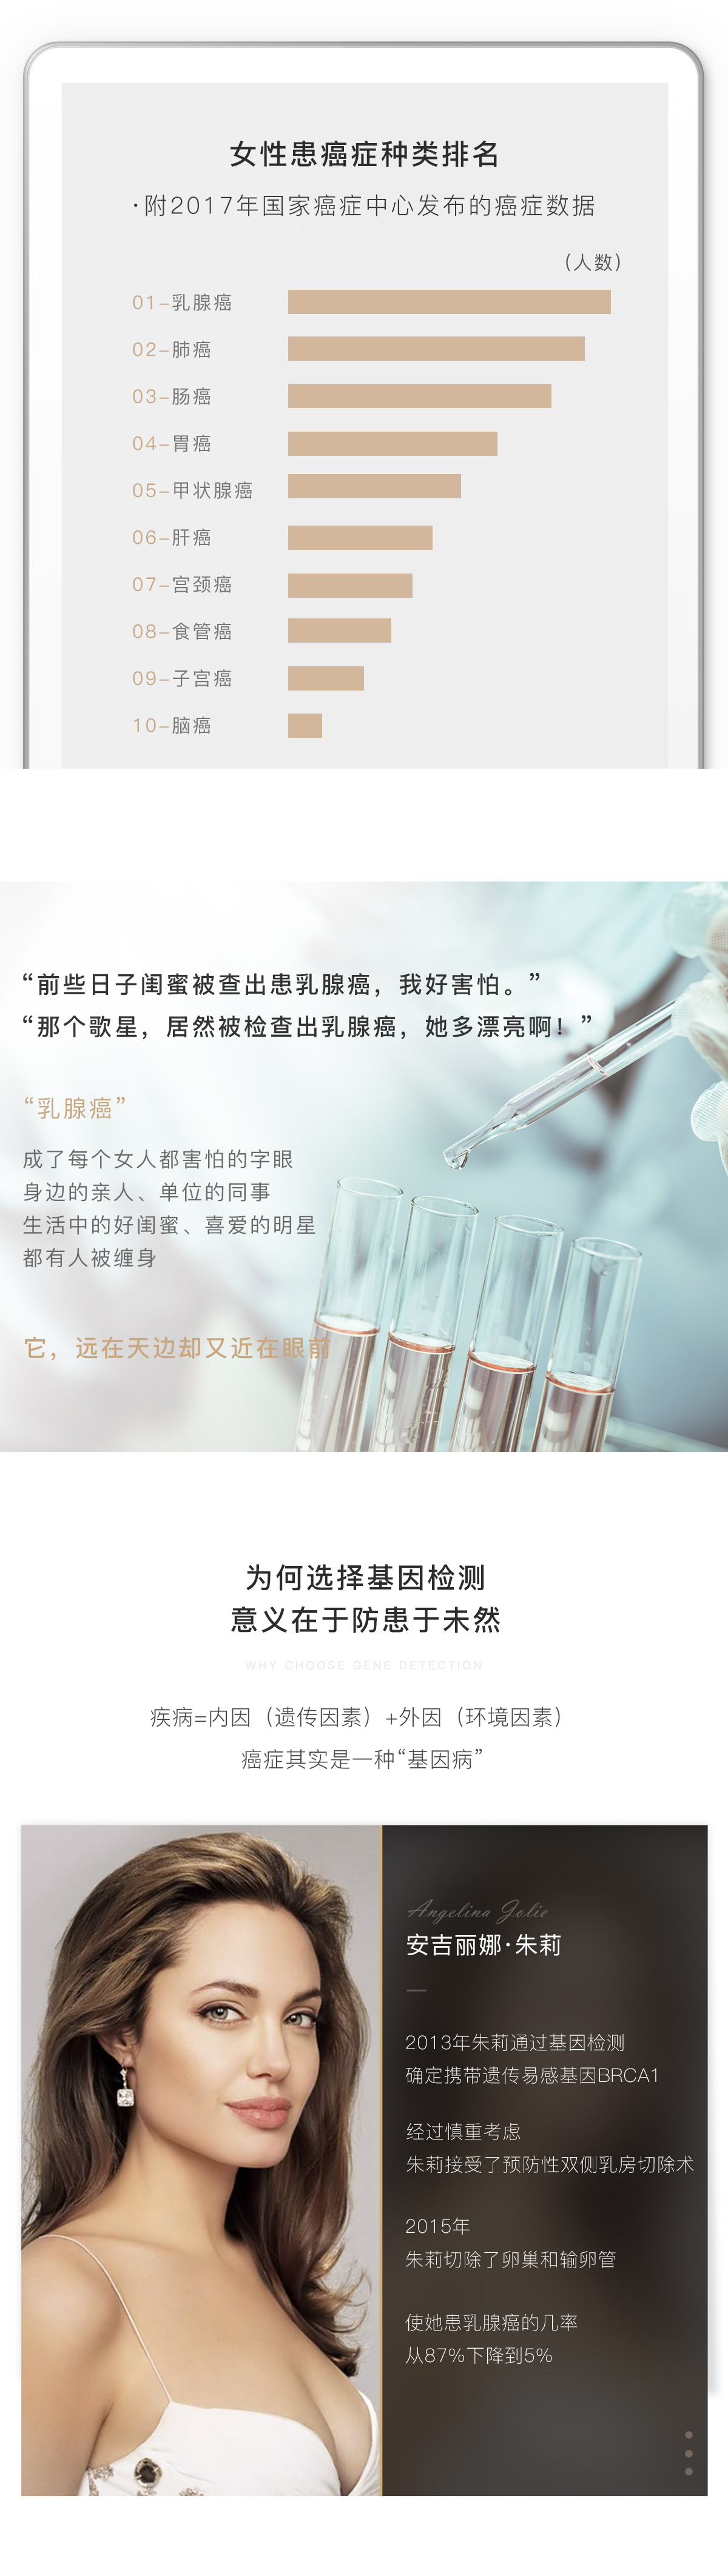 女性患癌症种类排名
·附2017年国家癌症中心发布的癌症数据
（人数）
01–乳腺癌
02–肺癌
03–肠癌
04–胃癌
05–甲状腺癌
06–肝癌
07–宫颈癌
08–食管癌
09–子宫癌
10–脑癌
“前些日子闺蜜被查出患乳腺癌，我好害怕。”
“那个歌星，居然被检查出乳腺癌，她多漂亮啊！”
“乳腺癌”
成了每个女人都害怕的字眼
身边的亲人、单位的同事
生活中的好闺蜜、喜爱的明星
都有人被缠身
它，远在天边却又近在眼前
为何选择基因检测
意义在于防患于未然
WHY CHOOSE GENE DETECTION
疾病=内因（遗传因素）+外因（环境因素）
癌症其实是一种“基因病”
Angelina Jolie
安吉丽娜·朱莉
2013年朱莉通过基因检测
确定携带遗传易感基因BRCA1
经过慎重考虑
朱莉接受了预防性双侧乳房切除术
2015年
朱莉切除了卵巢和输卵管
使她患乳腺癌的几率
从87%下降到5%